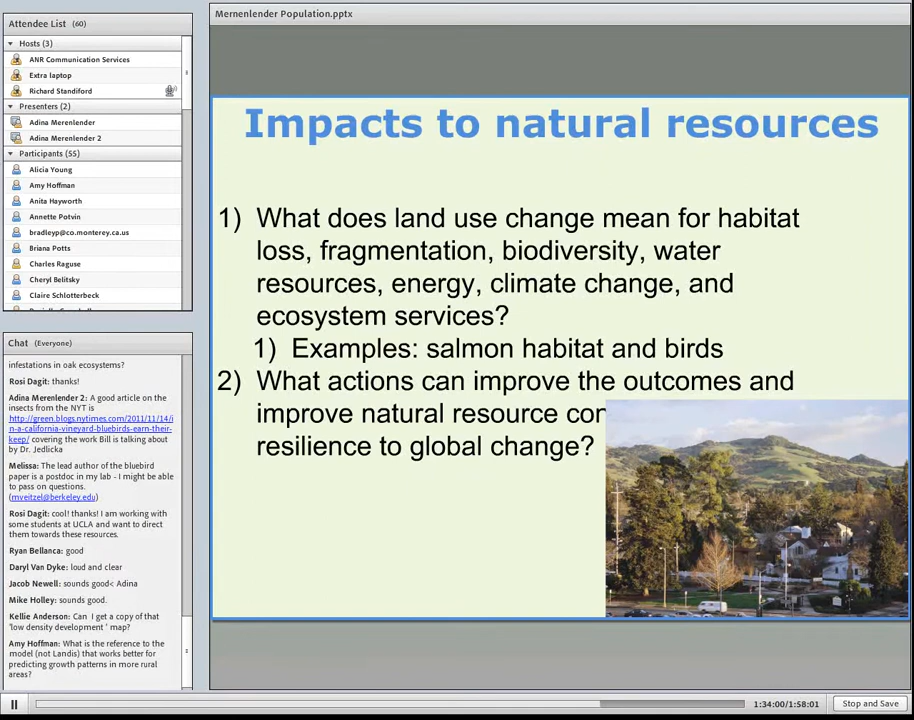 Attendee List (60)
Hosts (3)
ANR Communication Services
Extra laptop
Richard Standiford
Presenters (2)
Adina Merenlender
Adina Merenlender 2
Participants (55)
Alicia Young
Amy Hoffman
Anita Hayworth
Annette Potvin
bradleyp@co.monterey.ca.us
Briana Potts
Charles Raguse
Cheryl Belitsky
Claire Schlotterbeck
Chat (Everyone)
infestations in oak ecosystems?
Rosi Dagit: thanks!
Adina Merenlender 2: A good article on the
insects from the NYT is
http://green.blogs.nytimes.com/2011/11/14/i
n-a-california-vineyard-bluebirds-earn-their-
keep/ covering the work Bill is talking about
by Dr. Jedlicka
Melissa: The lead author of the bluebird
paper is a postdoc in my lab - I might be able
to pass on questions.
(mveitzel@berkeley.edu)
Rosi Dagit: cool! thanks! I am working with
some students at UCLA and want to direct
them towards these resources.
Ryan Bellanca: good
Daryl Van Dyke: loud and clear
Jacob Newell: sounds good< Adina
Mike Holley: sounds good.
Kellie Anderson: Can I get a copy of that
'low density development ' map?
Amy Hoffman: What is the reference to the
model (not Landis) that works better for
predicting growth patterns in more rural
areas?
Mernenlender Population.pptx
Impacts to natural resources
1) What does land use change mean for habitat
loss, fragmentation, biodiversity, water
resources, energy, climate change, and
ecosystem services?
1) Examples: salmon habitat and birds
2) What actions can improve the outcomes and
improve natural resource con
resilience to global change?
1:34:00/1:58:01
Stop and Save